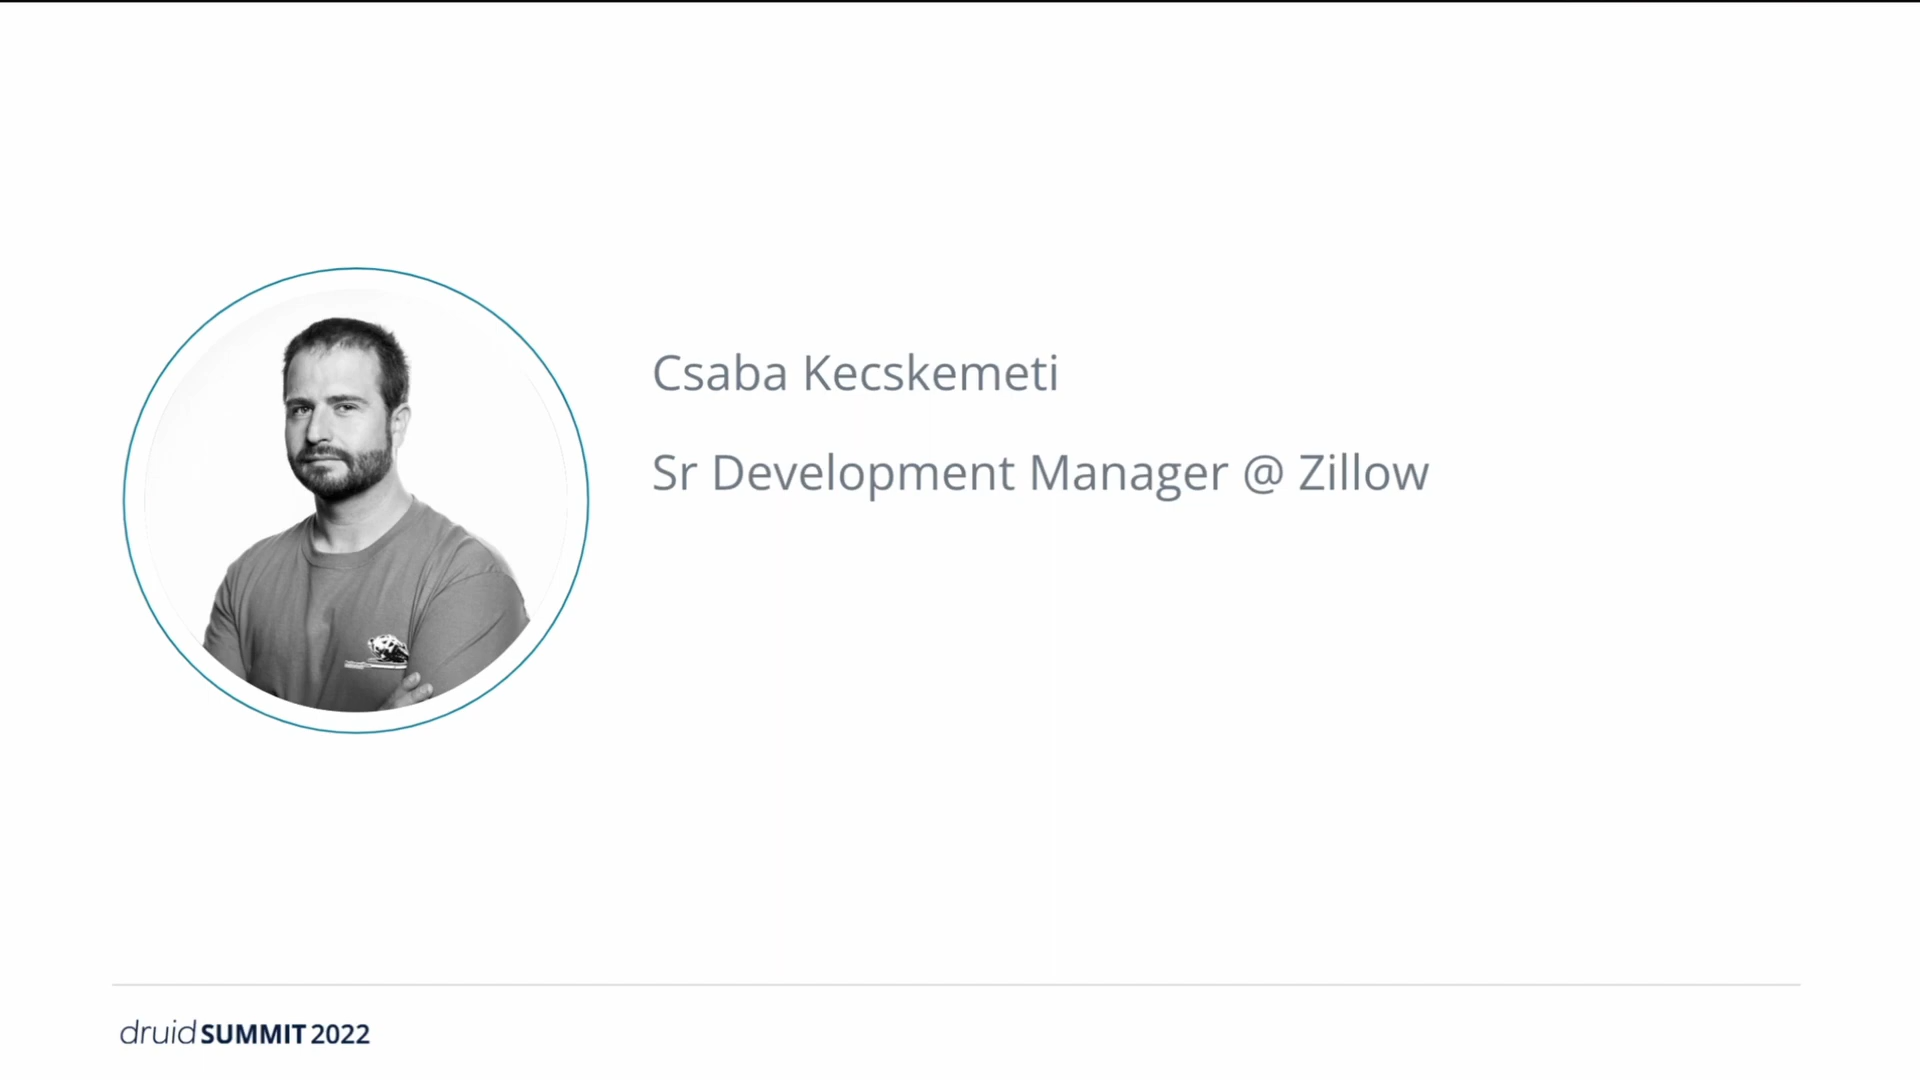 Csaba Kecskemeti
Sr Development Manager @ Zillow
druid SUMMIT 2022